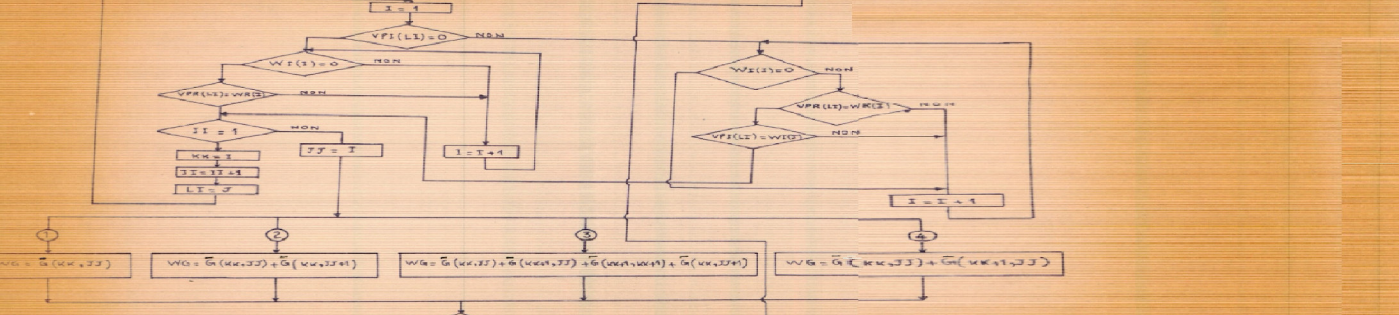 I = 1
VPI(LI)=0 NON
WI(I)=0 NON
WI(I)=0 NON
VPR(LI)=WR(I) NON
VPR(LI)=WR(I) NON
II = 1 NON
VPI(LI)=WI(I) NON
KK=I
JJ = I
I=I+1
II=II+1
LI= J
I = I + 1
1 2 3 4
WG = G̅(KK,JJ)
WG = G̅(KK,JJ)+G̅(KK,JJ+1)
WG= G̅(KK,JJ)+G̅(KK+1,JJ)+G̅(KK+1,KK+1)+G̅(KK,JJ+1)
WG= G̅(KK,JJ)+G̅(KK+1,JJ)